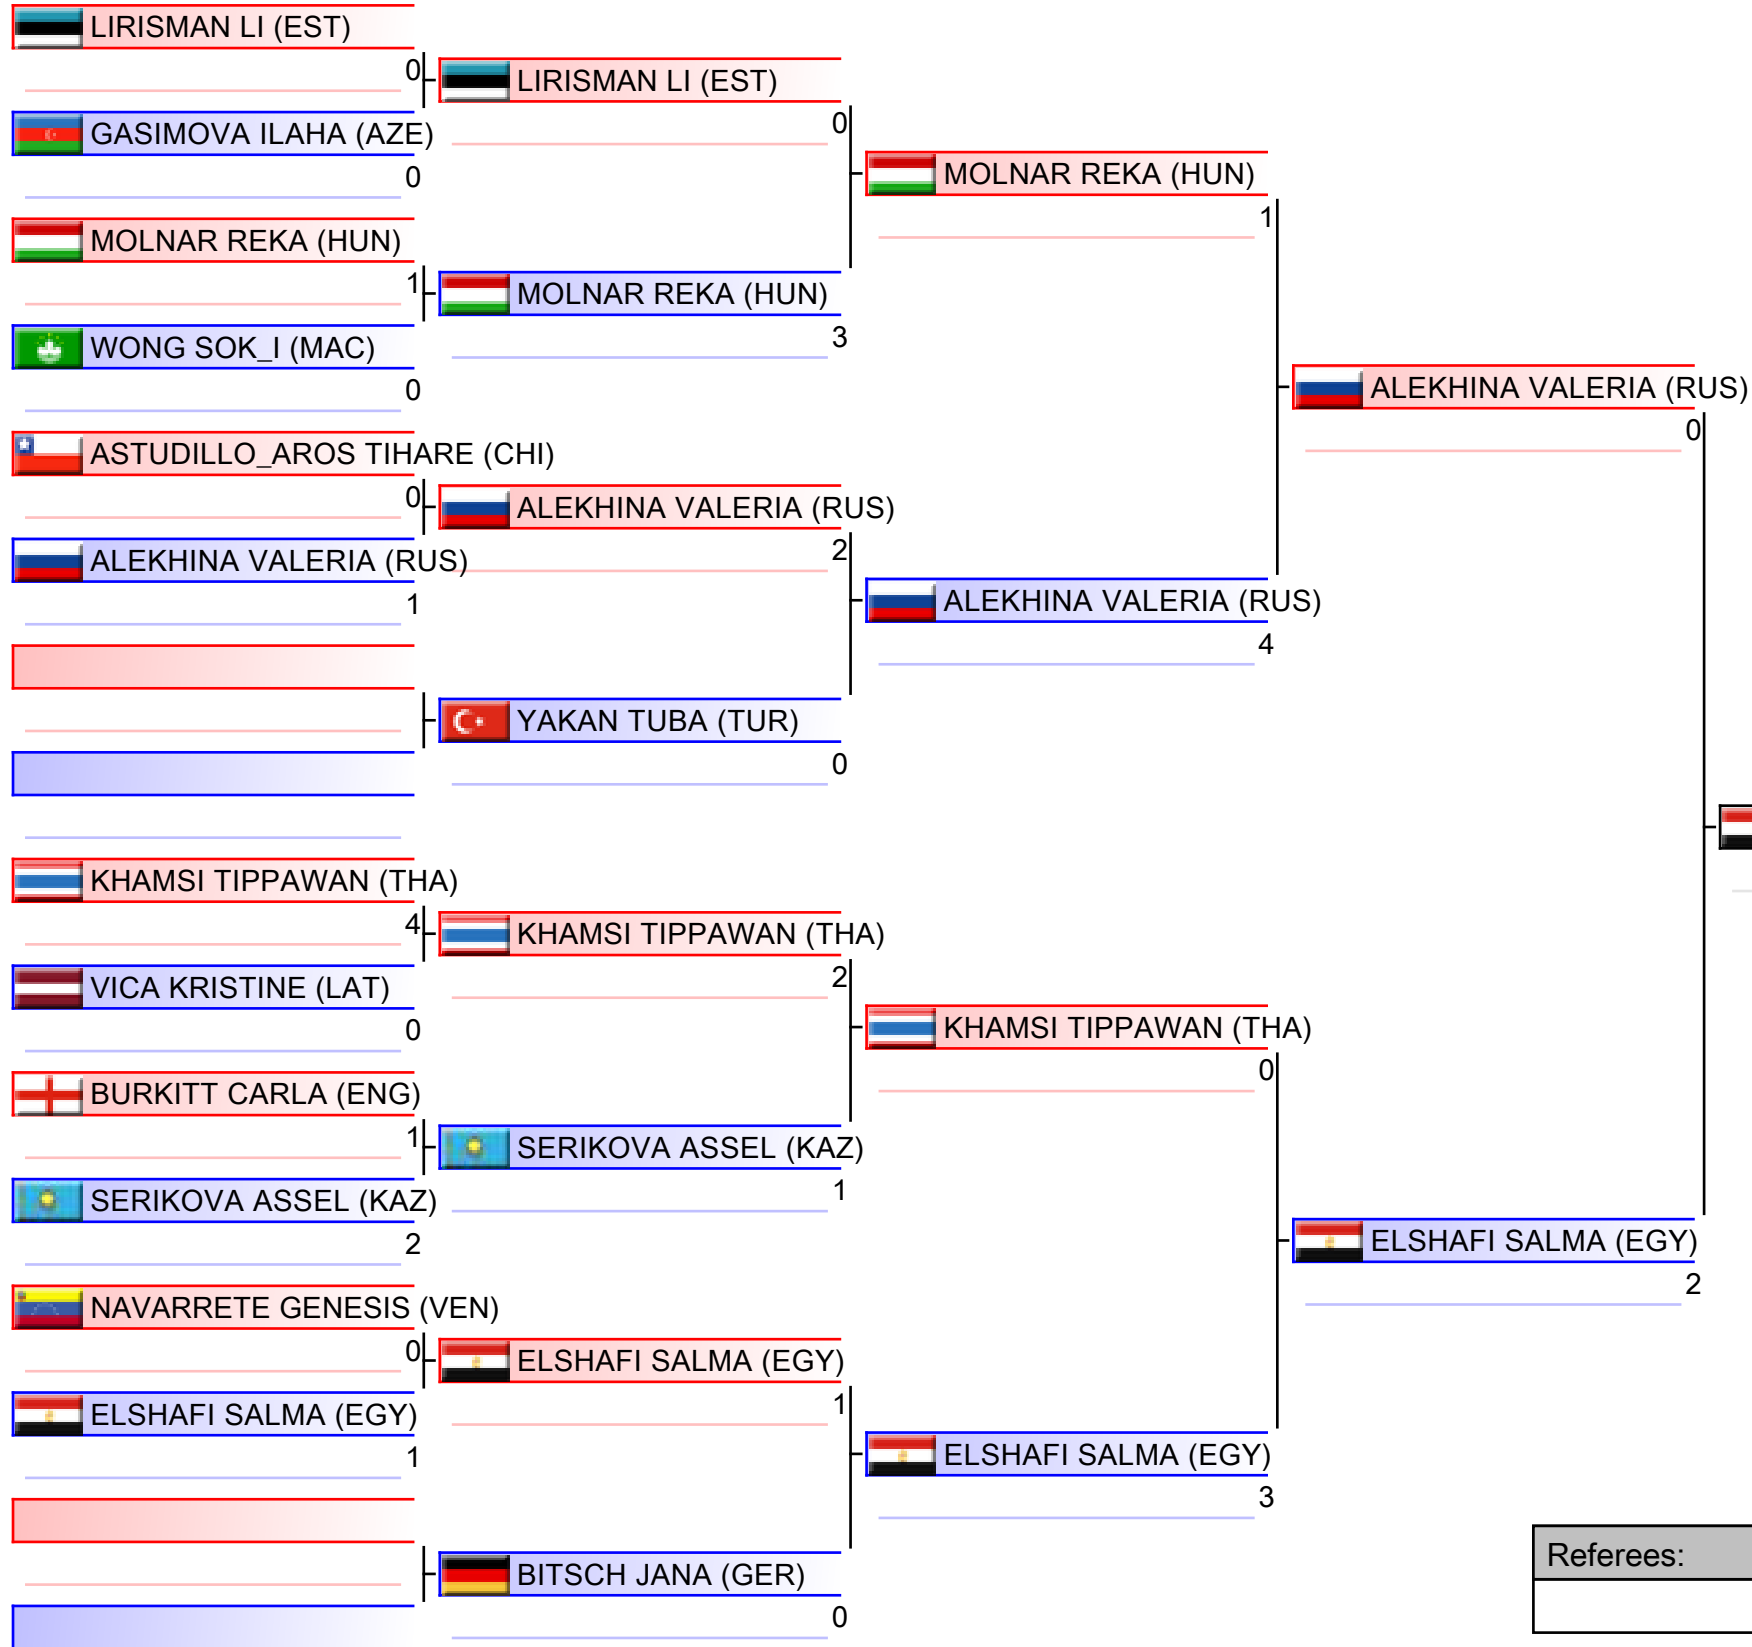 LIRISMAN LI (EST)
0
GASIMOVA ILAHA (AZE)
0
MOLNAR REKA (HUN)
1
WONG SOK_I (MAC)
0
ASTUDILLO_AROS TIHARE (CHI)
0
ALEKHINA VALERIA (RUS)
1
KHAMSI TIPPAWAN (THA)
4
VICA KRISTINE (LAT)
0
BURKITT CARLA (ENG)
1
SERIKOVA ASSEL (KAZ)
2
NAVARRETE GENESIS (VEN)
0
ELSHAFI SALMA (EGY)
1
LIRISMAN LI (EST)
0
MOLNAR REKA (HUN)
3
ALEKHINA VALERIA (RUS)
2
YAKAN TUBA (TUR)
0
KHAMSI TIPPAWAN (THA)
2
SERIKOVA ASSEL (KAZ)
1
ELSHAFI SALMA (EGY)
1
BITSCH JANA (GER)
0
MOLNAR REKA (HUN)
1
ALEKHINA VALERIA (RUS)
4
KHAMSI TIPPAWAN (THA)
0
ELSHAFI SALMA (EGY)
3
ALEKHINA VALERIA (RUS)
0
ELSHAFI SALMA (EGY)
2
Referees: